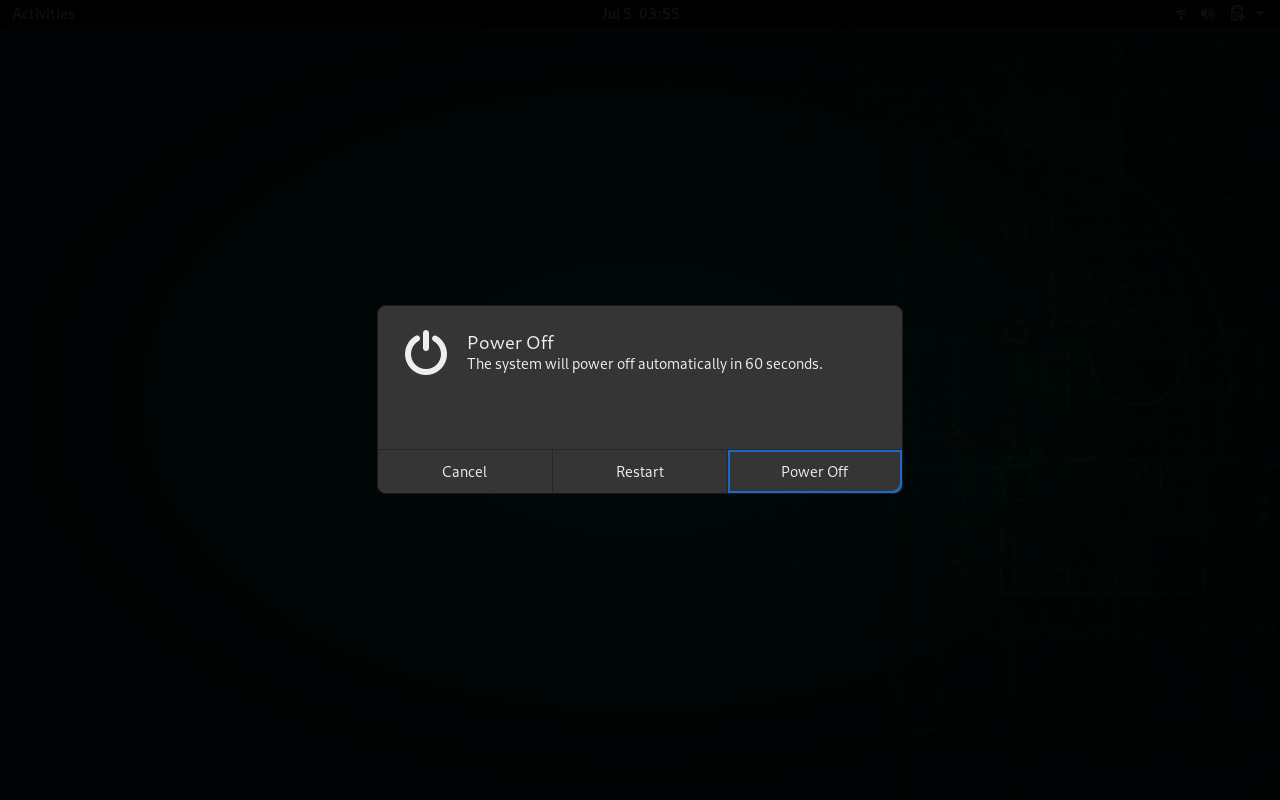 Activities
Jul 5 03:55
Power Off
The system will power off automatically in 60 seconds.
Cancel
Restart
Power Off